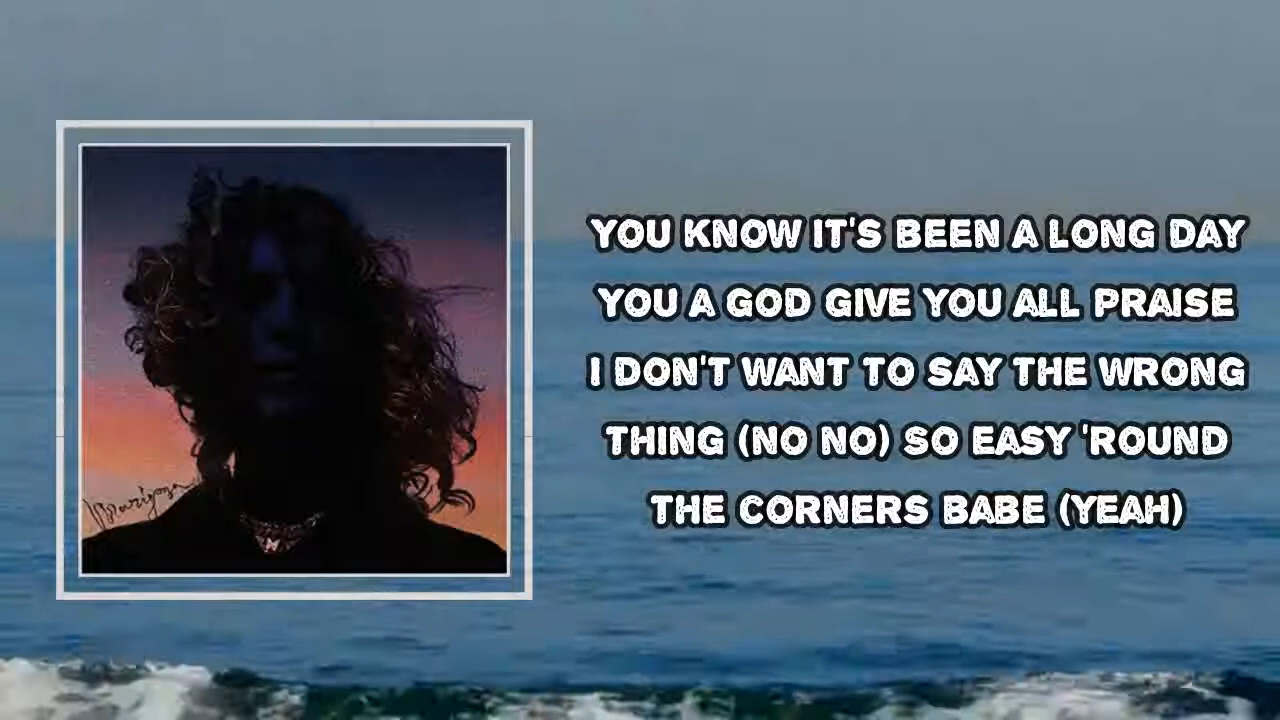 Mariposa
YOU KNOW IT'S BEEN A LONG DAY
YOU A GOD GIVE YOU ALL PRAISE
I DON'T WANT TO SAY THE WRONG
THING (NO NO) SO EASY 'ROUND
THE CORNERS BABE (YEAH)